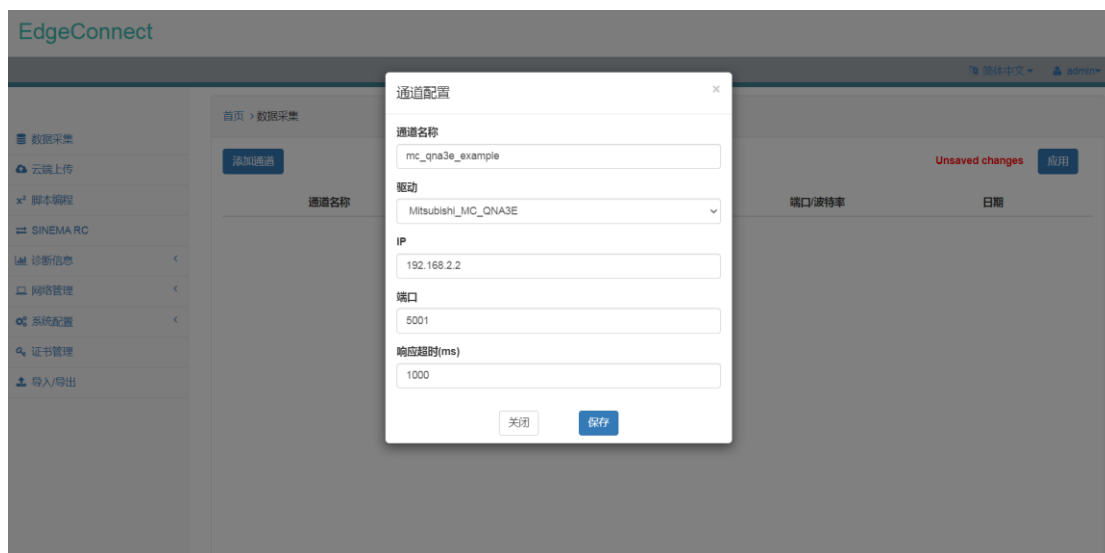 EdgeConnect
简体中文 admin
通道配置 ×
首页 > 数据采集
通道名称
mc_qna3e_example
数据采集
云端上传
添加通道
Unsaved changes 应用
驱动
Mitsubishi_MC_QNA3E
x² 脚本编程
通道名称 端口/波特率 日期
SINEMA RC
IP
192.168.2.2
诊断信息
网络管理
端口
5001
系统配置
证书管理
响应超时(ms)
1000
导入/导出
关闭 保存